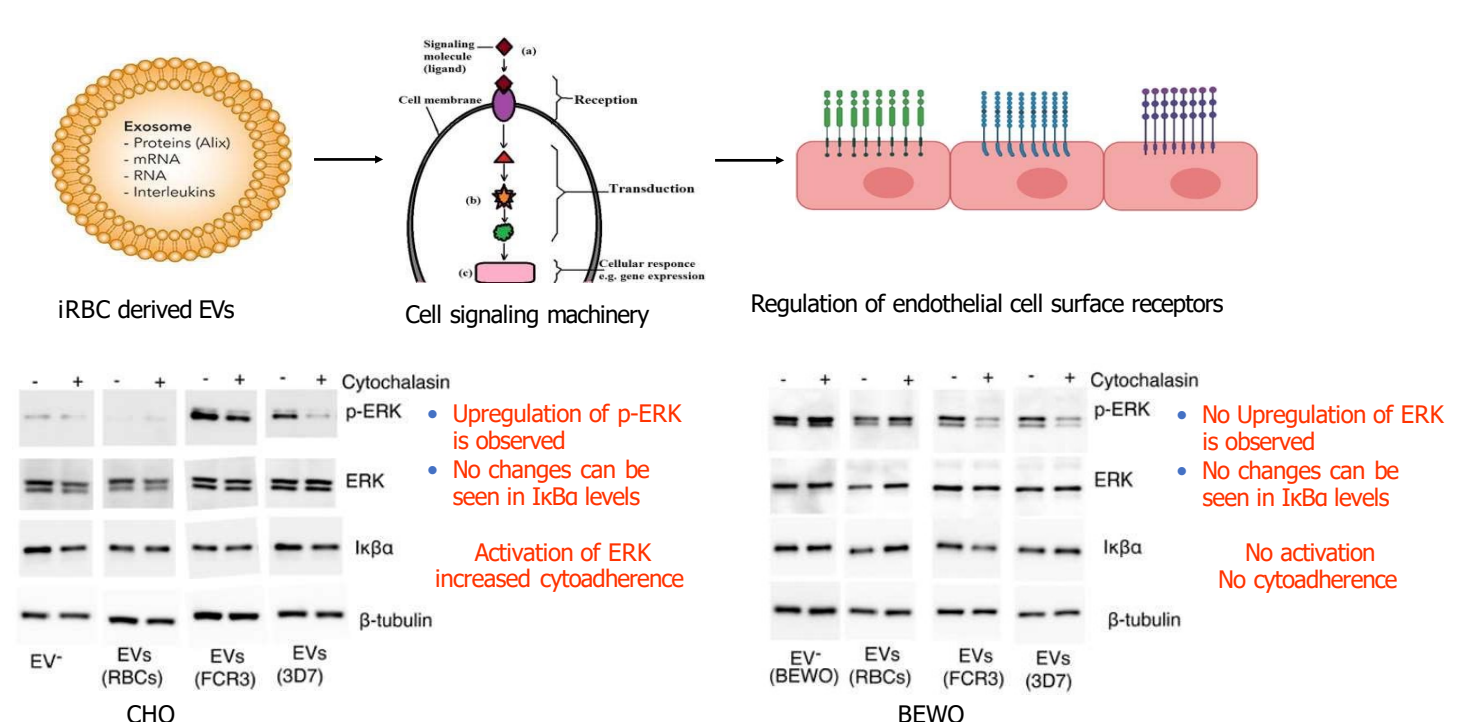 Exosome
- Proteins (Alix)
- mRNA
- RNA
- Interleukins
iRBC derived EVs
Signaling
molecule
(ligand)
(a)
Cell membrane
Reception
Transduction
(b)
(c)
Cellular responce
e.g. gene expression
Cell signaling machinery
Regulation of endothelial cell surface receptors
- + - + - + - + Cytochalasin
p-ERK
ERK
Iκβα
β-tubulin
EV- EVs (RBCs) EVs (FCR3) EVs (3D7)
CHO
• Upregulation of p-ERK
is observed
• No changes can be
seen in IκBα levels
Activation of ERK
increased cytoadherence
- + - + - + - + Cytochalasin
p-ERK
ERK
Iκβα
β-tubulin
EV- (BEWO) EVs (RBCs) EVs (FCR3) EVs (3D7)
BEWO
• No Upregulation of ERK
is observed
• No changes can be
seen in IκBα levels
No activation
No cytoadherence